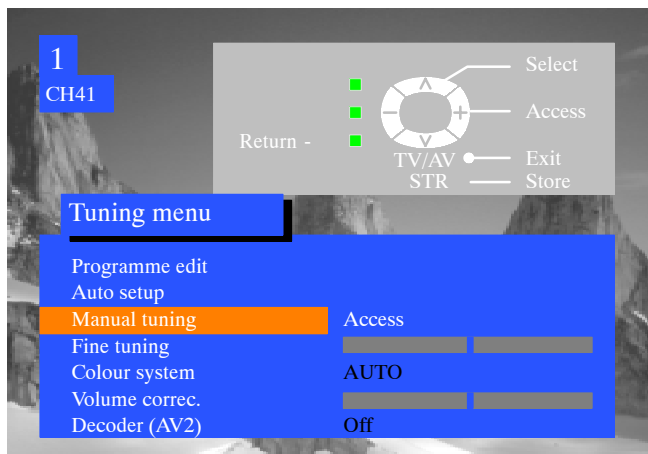 1
CH41
Select
Access
Return -
TV/AV Exit
STR Store
Tuning menu
Programme edit
Auto setup
Manual tuning Access
Fine tuning
Colour system AUTO
Volume correc.
Decoder (AV2) Off